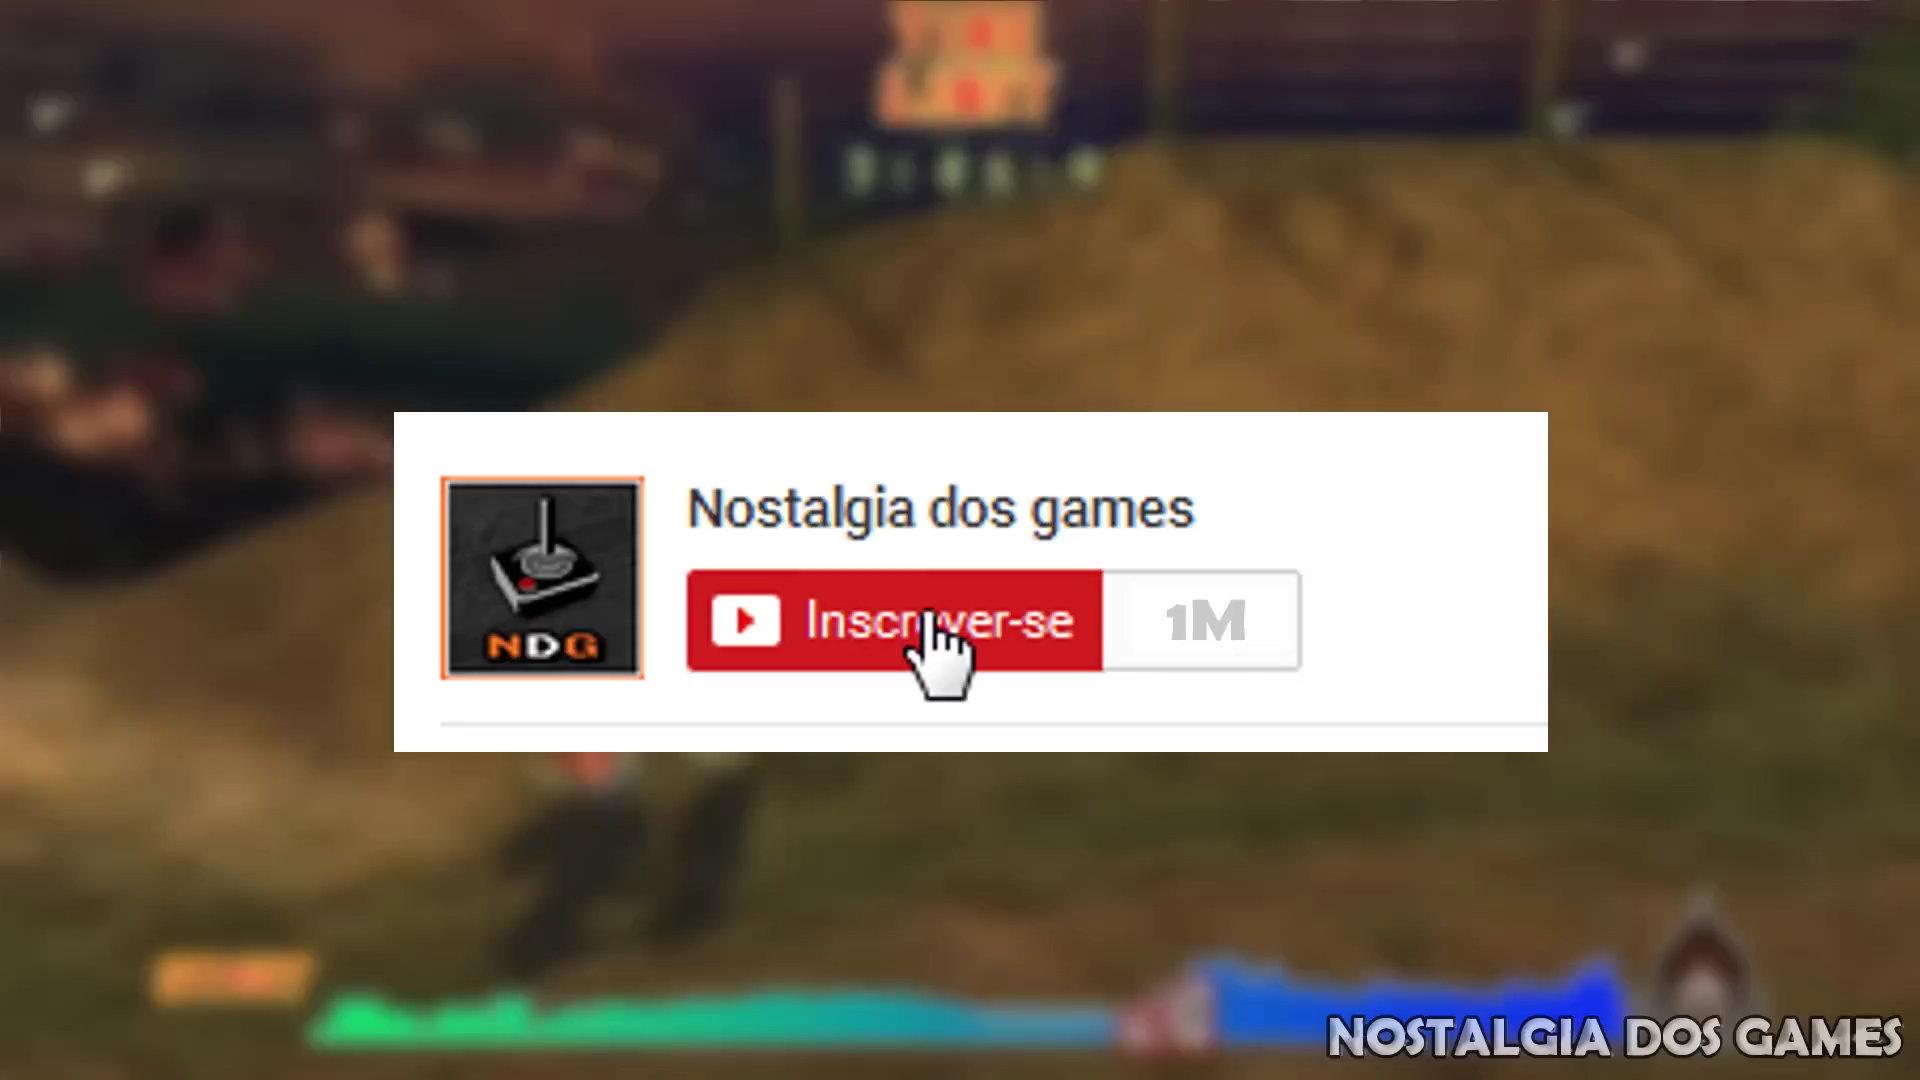 Nostalgia dos games
Inscrever-se
1M
NDG
NOSTALGIA DOS GAMES